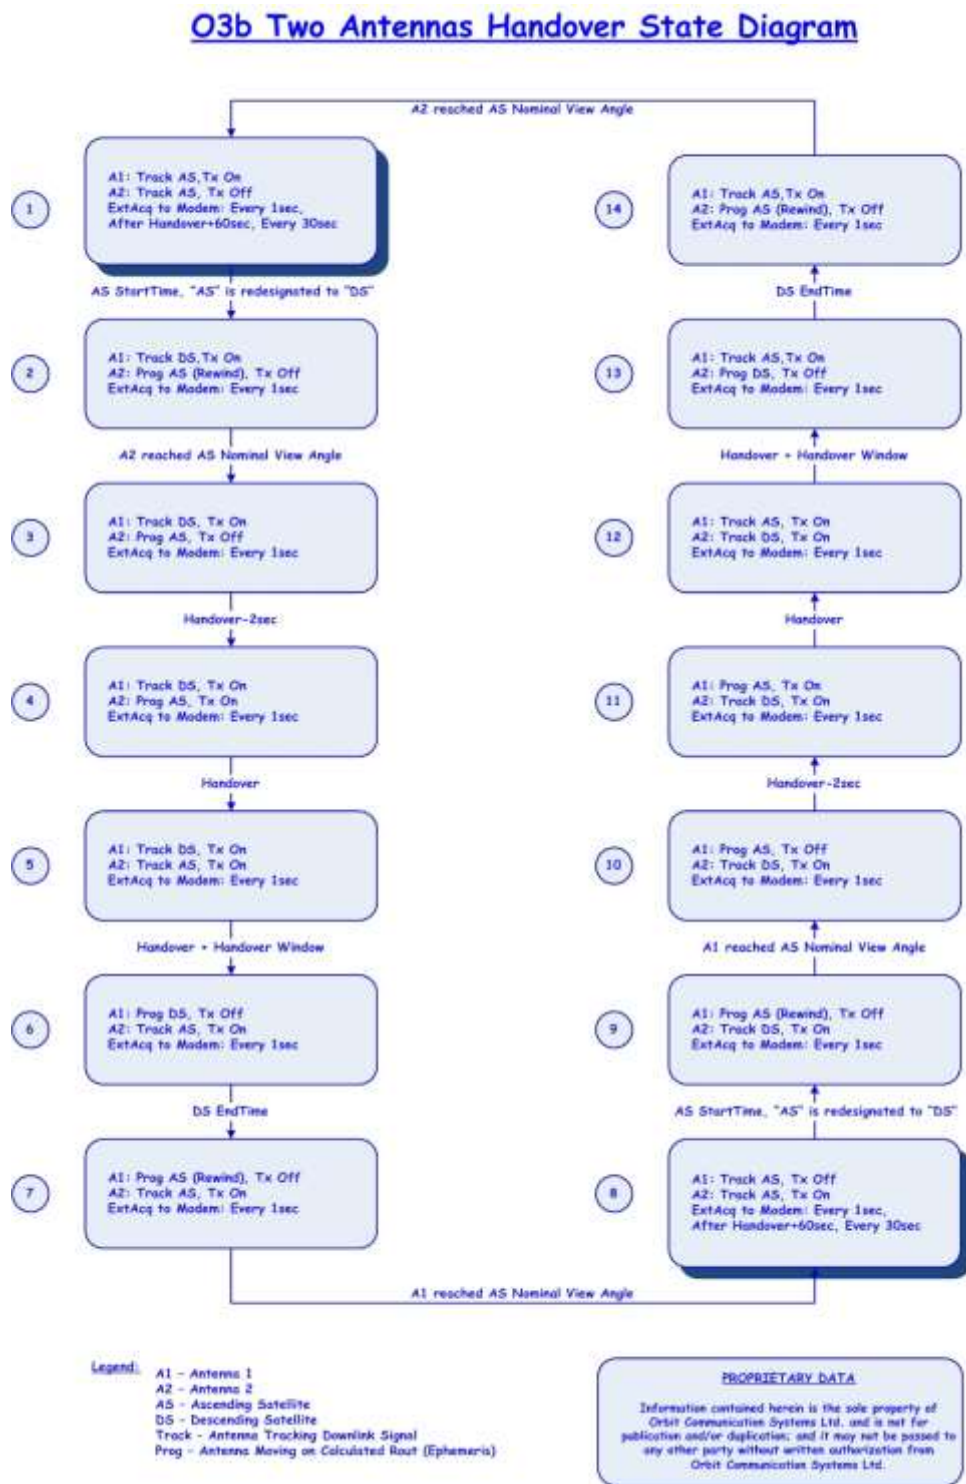 O3b Two Antennas Handover State Diagram
A2 reached AS Nominal View Angle
1
A1: Track AS,Tx On
A2: Track AS, Tx Off
ExtAcq to Modem: Every 1sec,
After Handover+60sec, Every 30sec
AS StartTime, "AS" is redesignated to "DS"
2
A1: Track DS,Tx On
A2: Prog AS (Rewind), Tx Off
ExtAcq to Modem: Every 1sec
A2 reached AS Nominal View Angle
3
A1: Track DS, Tx On
A2: Prog AS, Tx Off
ExtAcq to Modem: Every 1sec
Handover-2sec
4
A1: Track DS, Tx On
A2: Prog AS, Tx On
ExtAcq to Modem: Every 1sec
Handover
5
A1: Track DS, Tx On
A2: Track AS, Tx On
ExtAcq to Modem: Every 1sec
Handover + Handover Window
6
A1: Prog DS, Tx Off
A2: Track AS, Tx On
ExtAcq to Modem: Every 1sec
DS EndTime
7
A1: Prog AS (Rewind), Tx Off
A2: Track AS, Tx On
ExtAcq to Modem: Every 1sec
A1 reached AS Nominal View Angle
14
A1: Track AS,Tx On
A2: Prog AS (Rewind), Tx Off
ExtAcq to Modem: Every 1sec
DS EndTime
13
A1: Track AS,Tx On
A2: Prog DS, Tx Off
ExtAcq to Modem: Every 1sec
Handover + Handover Window
12
A1: Track AS, Tx On
A2: Track DS, Tx On
ExtAcq to Modem: Every 1sec
Handover
11
A1: Prog AS, Tx On
A2: Track DS, Tx On
ExtAcq to Modem: Every 1sec
Handover-2sec
10
A1: Prog AS, Tx Off
A2: Track DS, Tx On
ExtAcq to Modem: Every 1sec
A1 reached AS Nominal View Angle
9
A1: Prog AS (Rewind), Tx Off
A2: Track DS, Tx On
ExtAcq to Modem: Every 1sec
AS StartTime, "AS" is redesignated to "DS"
8
A1: Track AS, Tx Off
A2: Track AS, Tx On
ExtAcq to Modem: Every 1sec,
After Handover+60sec, Every 30sec
Legend:
A1 - Antenna 1
A2 - Antenna 2
AS - Ascending Satellite
DS - Descending Satellite
Track - Antenna Tracking Downlink Signal
Prog - Antenna Moving on Calculated Rout (Ephemeris)
PROPRIETARY DATA
Information contained herein is the sole property of
Orbit Communication Systems Ltd. and is not for
publication and/or duplication; and it may not be passed to
any other party without written authorization from
Orbit Communication Systems Ltd.